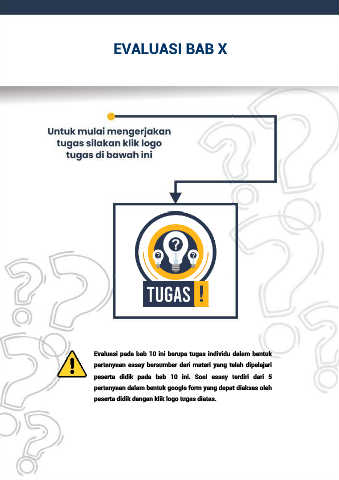 EVALUASI BAB X
Untuk mulai mengerjakan
tugas silakan klik logo
tugas di bawah ini
?
? ?
TUGAS !
!
Evaluasi pada bab 10 ini berupa tugas individu dalam bentuk
pertanyaan essay bersumber dari materi yang telah dipelajari
peserta didik pada bab 10 ini. Soal essay terdiri dari 5
pertanyaan dalam bentuk google form yang dapat diakses oleh
peserta didik dengan klik logo tugas diatas.